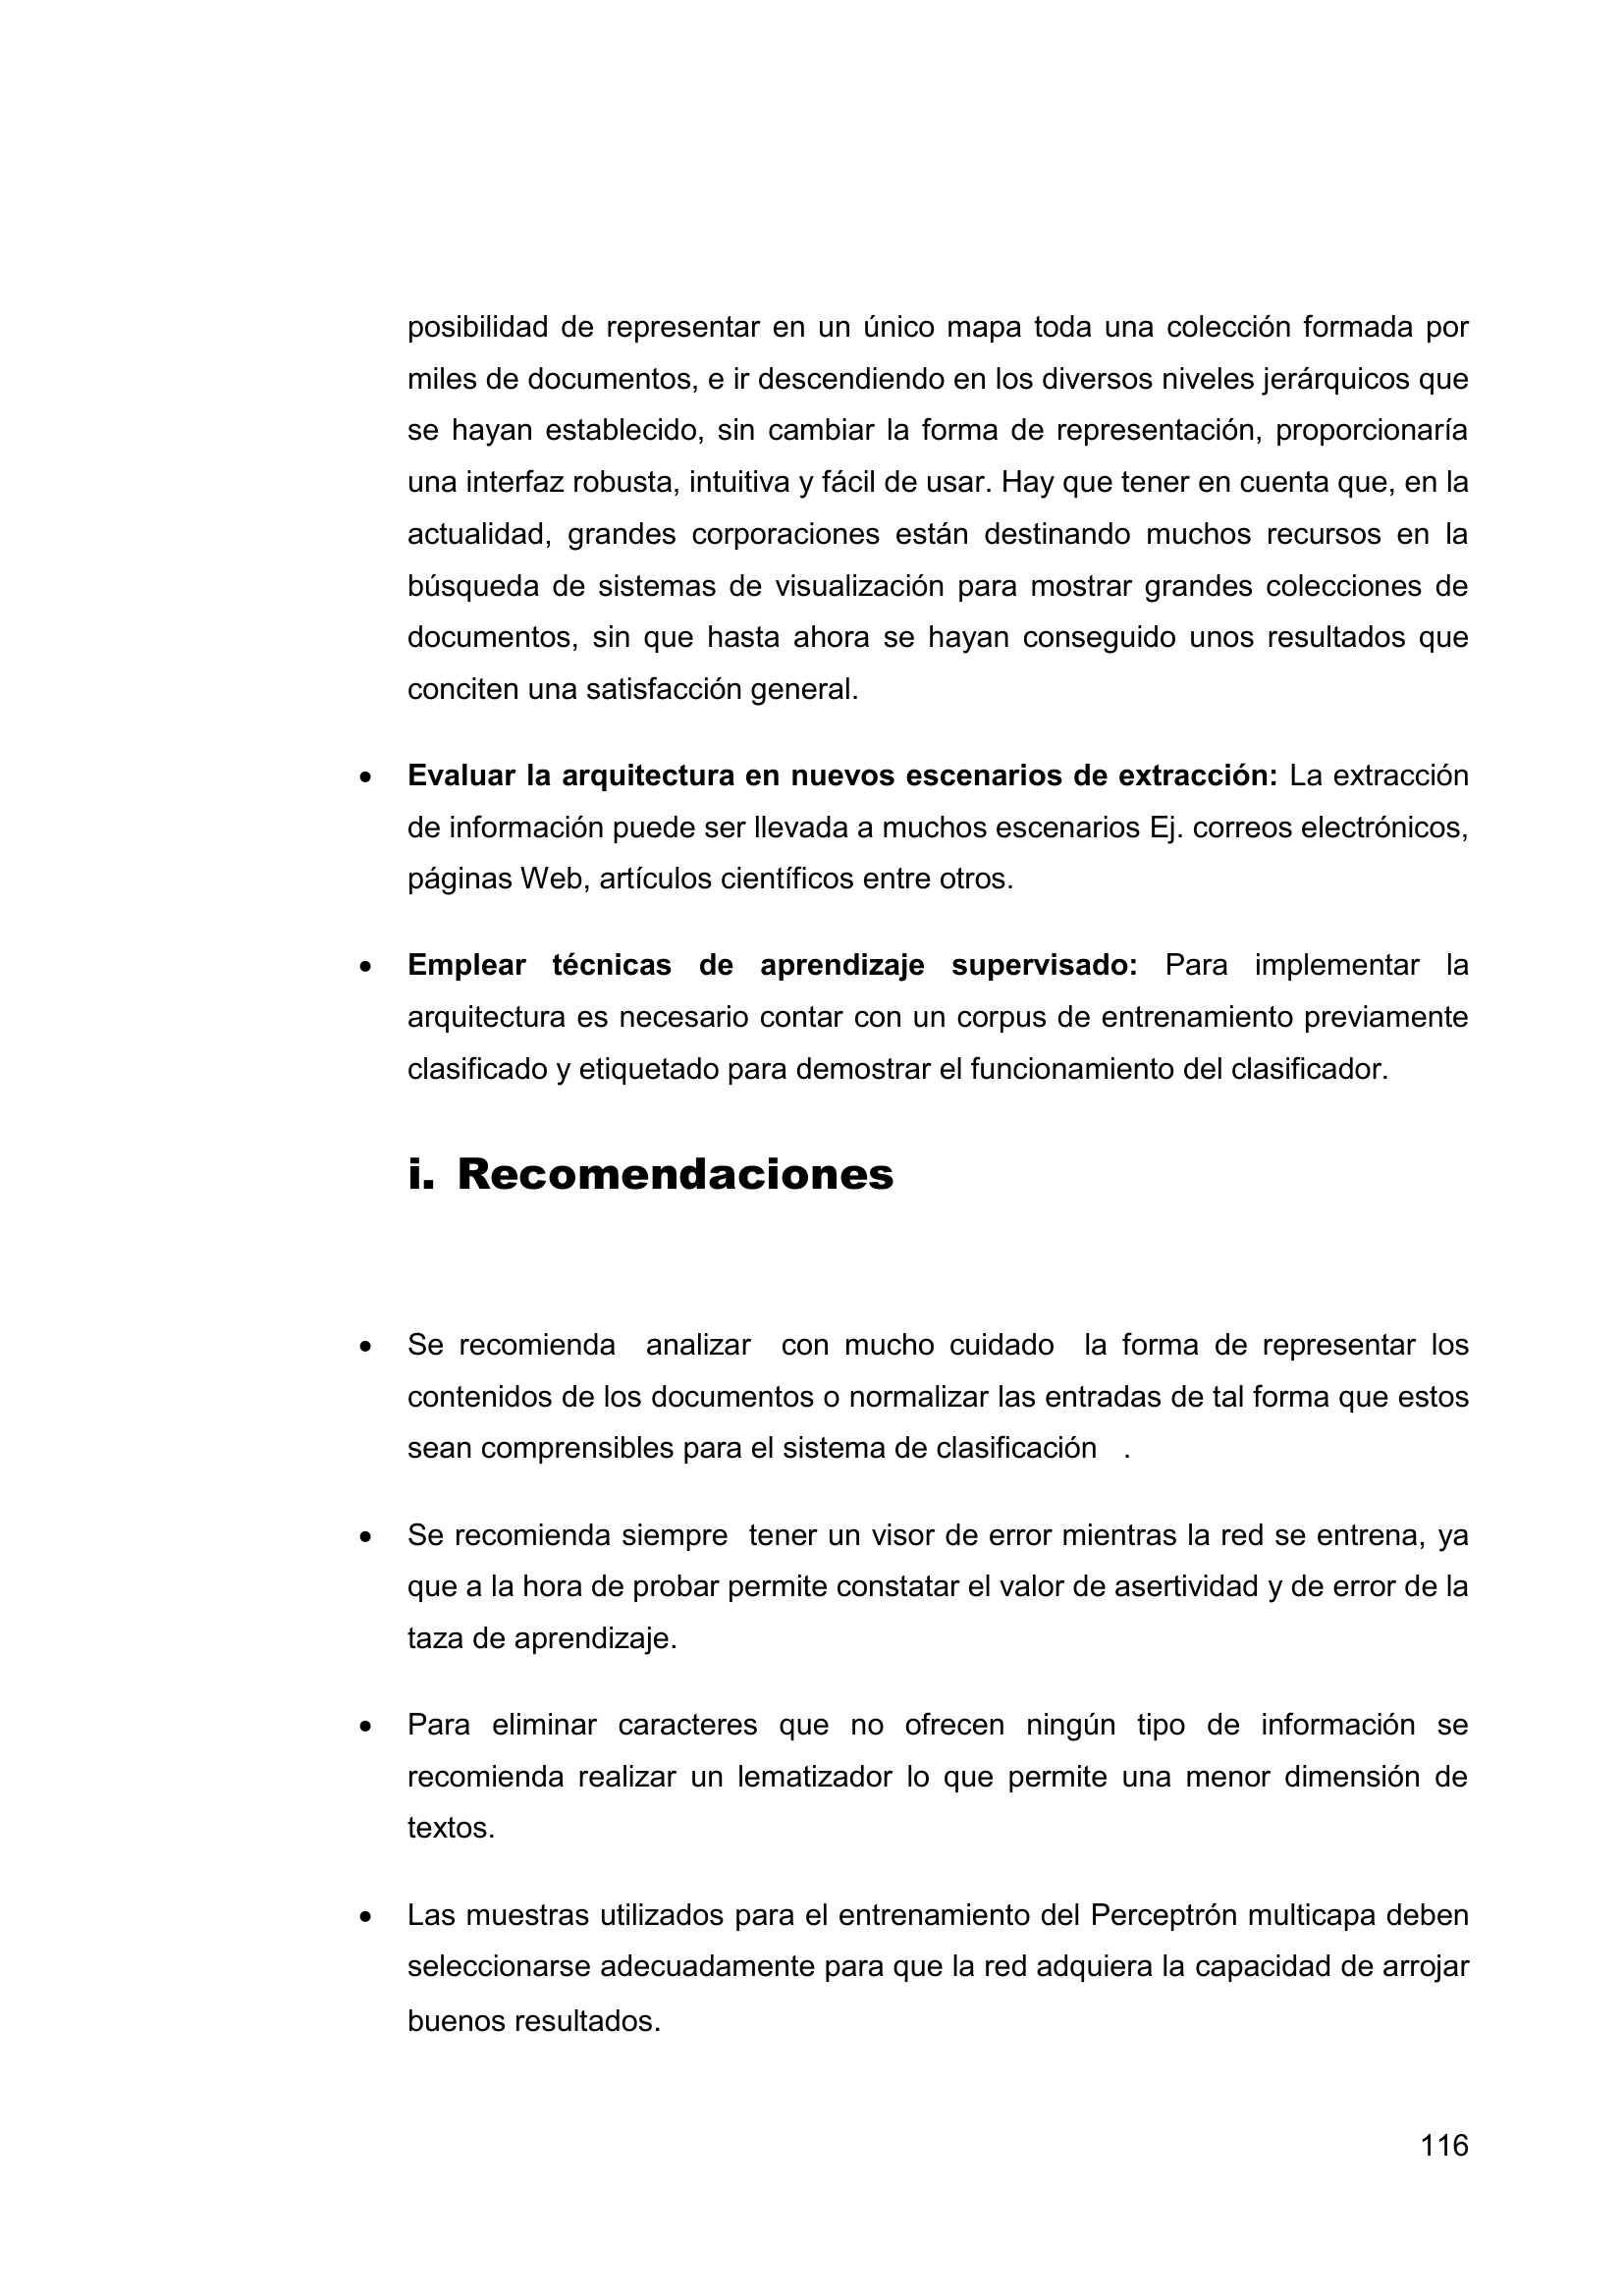 posibilidad de representar en un único mapa toda una colección formada por
miles de documentos, e ir descendiendo en los diversos niveles jerárquicos que
se hayan establecido, sin cambiar la forma de representación, proporcionaría
una interfaz robusta, intuitiva y fácil de usar. Hay que tener en cuenta que, en la
actualidad, grandes corporaciones están destinando muchos recursos en la
búsqueda de sistemas de visualización para mostrar grandes colecciones de
documentos, sin que hasta ahora se hayan conseguido unos resultados que
conciten una satisfacción general.
• Evaluar la arquitectura en nuevos escenarios de extracción: La extracción
de información puede ser llevada a muchos escenarios Ej. correos electrónicos,
páginas Web, artículos científicos entre otros.
• Emplear técnicas de aprendizaje supervisado: Para implementar la
arquitectura es necesario contar con un corpus de entrenamiento previamente
clasificado y etiquetado para demostrar el funcionamiento del clasificador.
i. Recomendaciones
• Se recomienda analizar con mucho cuidado la forma de representar los
contenidos de los documentos o normalizar las entradas de tal forma que estos
sean comprensibles para el sistema de clasificación .
• Se recomienda siempre tener un visor de error mientras la red se entrena, ya
que a la hora de probar permite constatar el valor de asertividad y de error de la
taza de aprendizaje.
• Para eliminar caracteres que no ofrecen ningún tipo de información se
recomienda realizar un lematizador lo que permite una menor dimensión de
textos.
• Las muestras utilizados para el entrenamiento del Perceptrón multicapa deben
seleccionarse adecuadamente para que la red adquiera la capacidad de arrojar
buenos resultados.
116